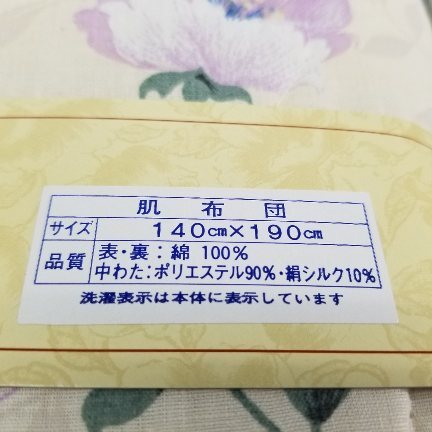 肌布団
サイズ 140cm×190cm
品質 表・裏：綿 100%
中わた：ポリエステル90%・絹シルク10%
洗濯表示は本体に表示しています